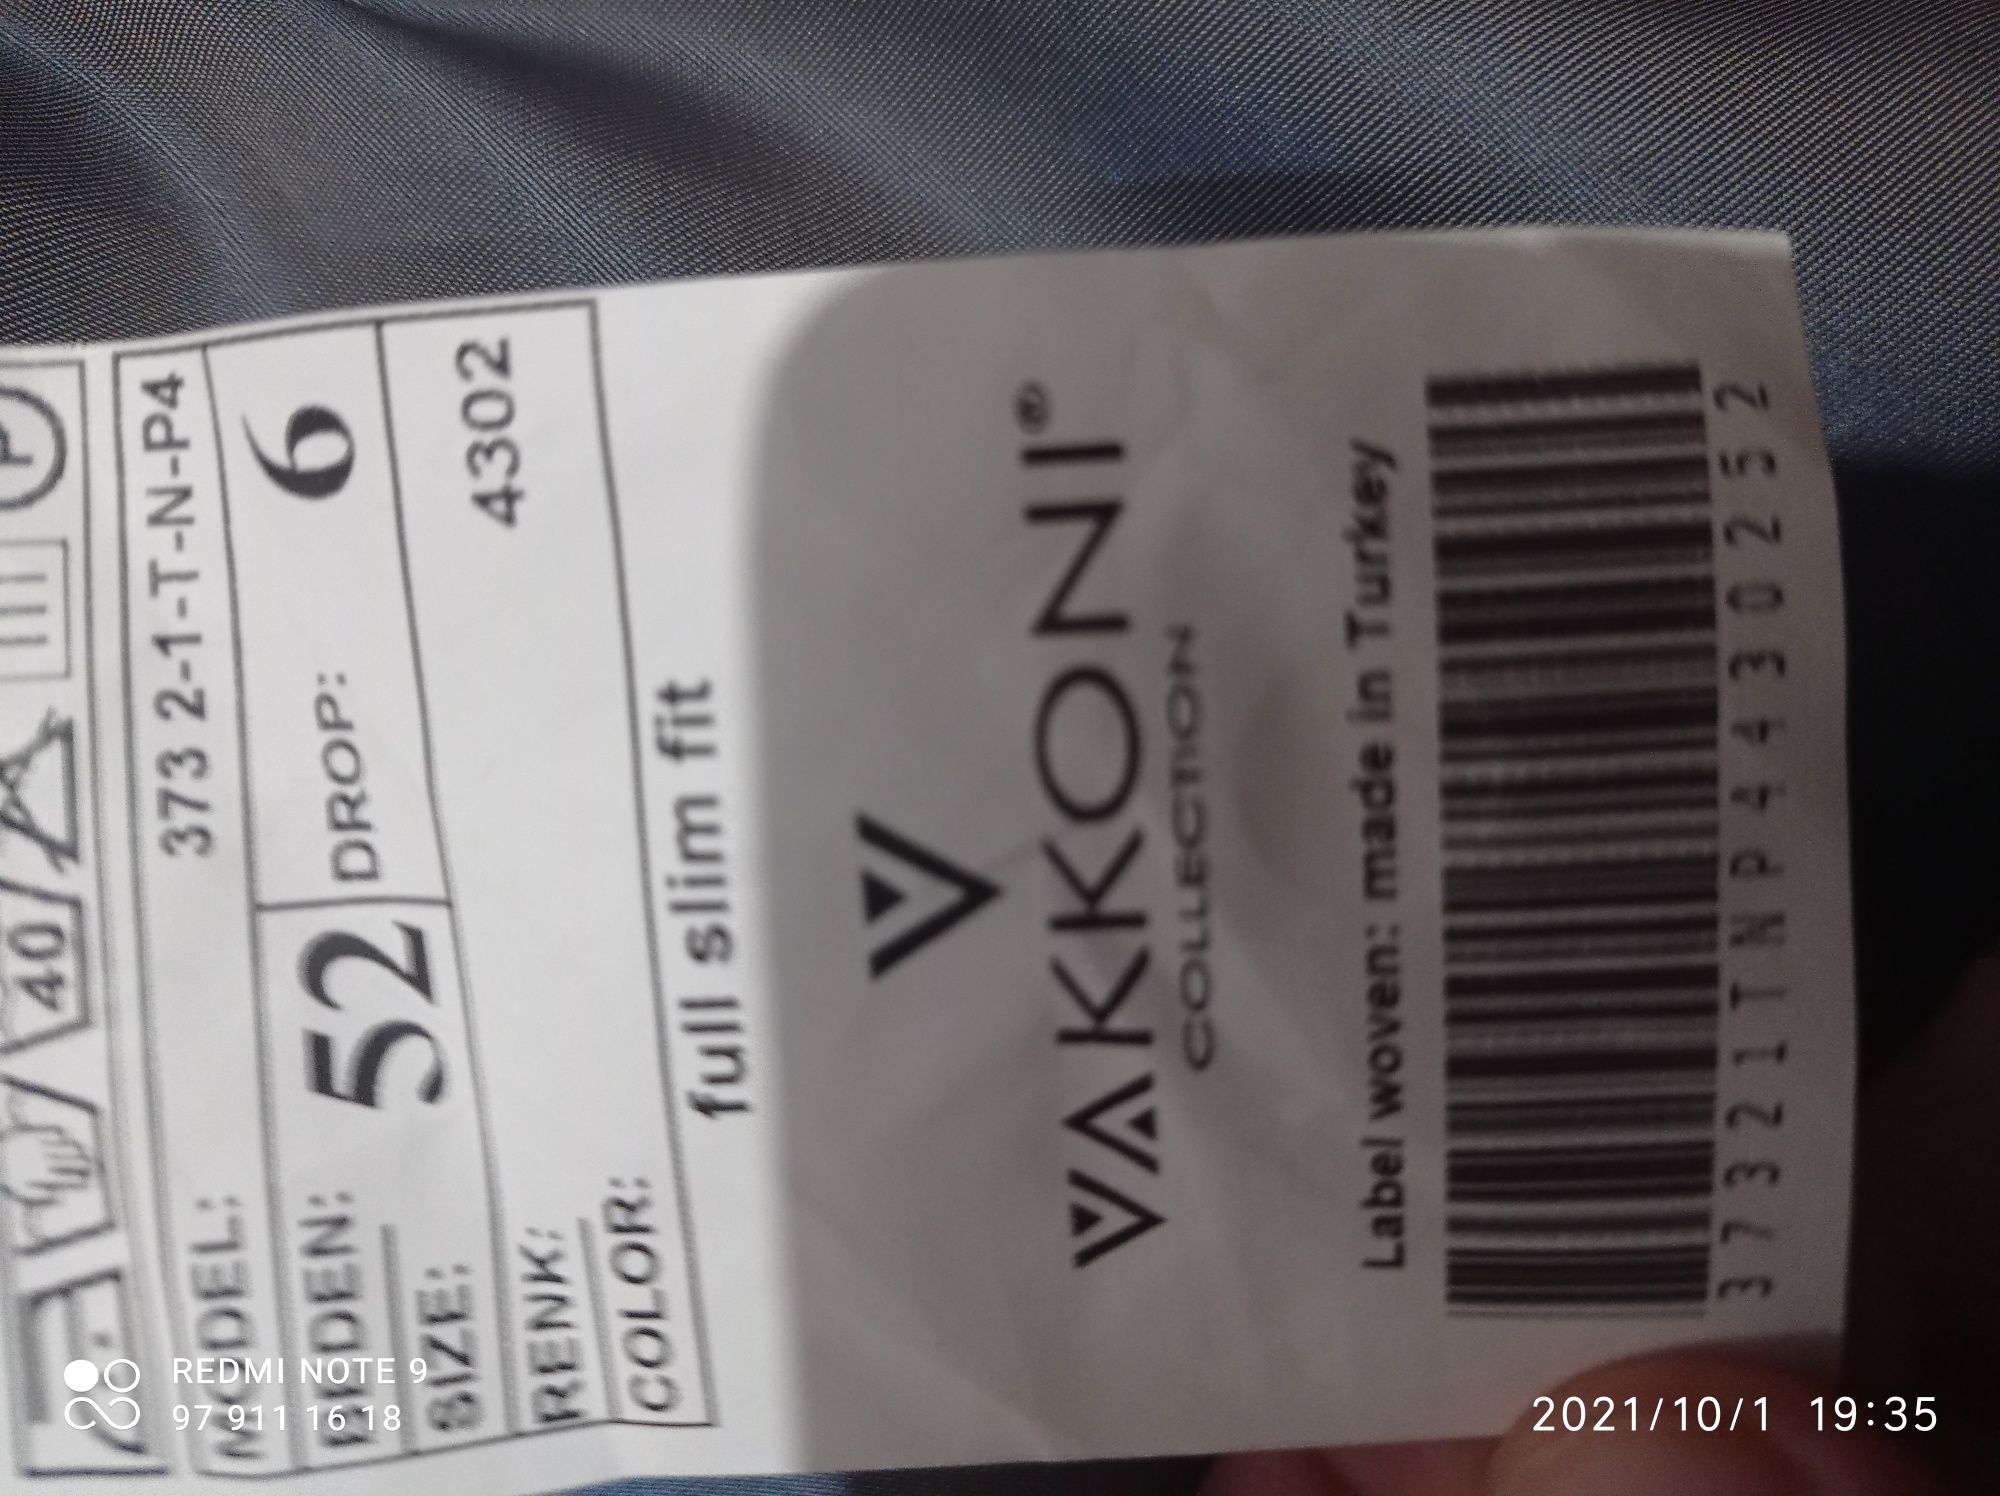 P
40
MODEL: 373 2-1-T-N-P4
BEDEN: 52 DROP: 6
SIZE:
RENK: 4302
COLOR:
full slim fit
VAKKONI®
COLLECTION
Label woven: made in Turkey
37321TNP4430252
REDMI NOTE 9
97 911 16 18
2021/10/1 19:35